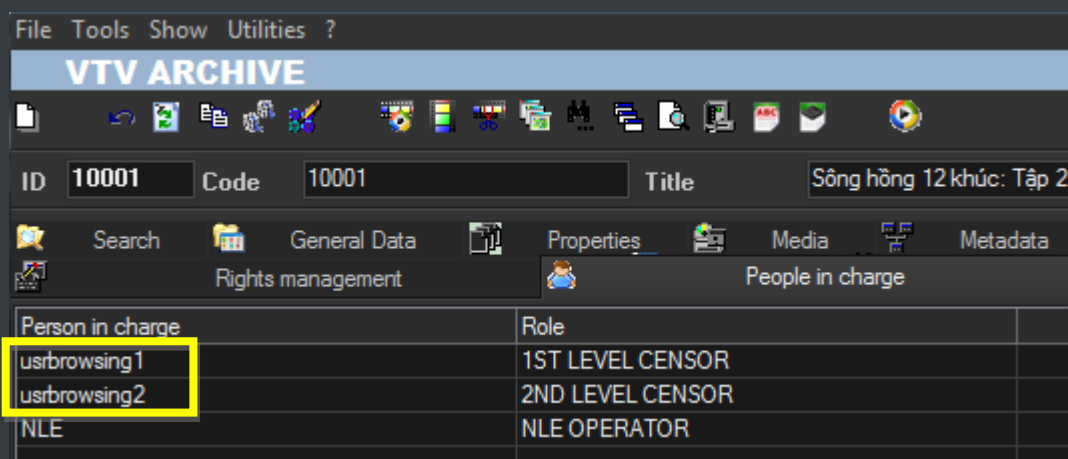 File Tools Show Utilities ?
VTV ARCHIVE
ABC
ID 10001 Code 10001 Title Sông hồng 12 khúc: Tập 2
Search General Data Properties Media Metadata
Rights management People in charge
Person in charge Role
usrbrowsing1 1ST LEVEL CENSOR
usrbrowsing2 2ND LEVEL CENSOR
NLE NLE OPERATOR